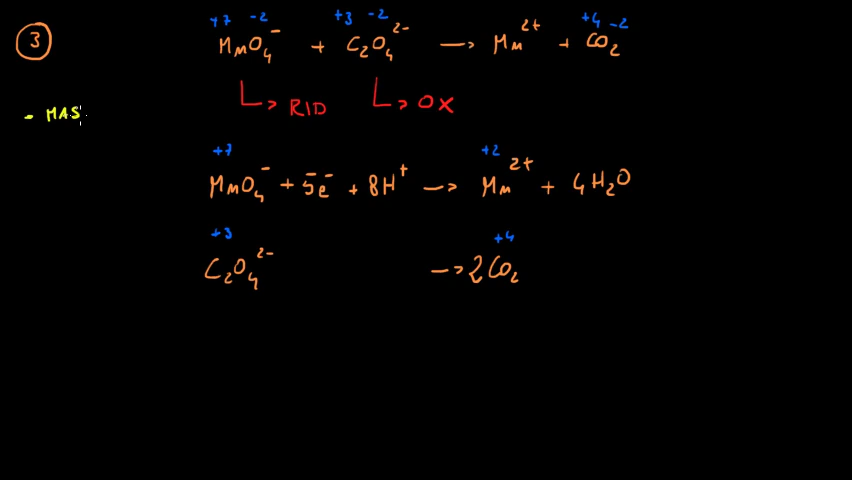 3
+7 -2 +3 -2 +4 -2
MnO4- + C2O4 2- → Mn2+ + CO2
RID OX
- MAS
+7 +2
MnO4- + 5e- + 8H+ → Mn2+ + 4H2O
+3 +4
C2O4 2- → 2CO2